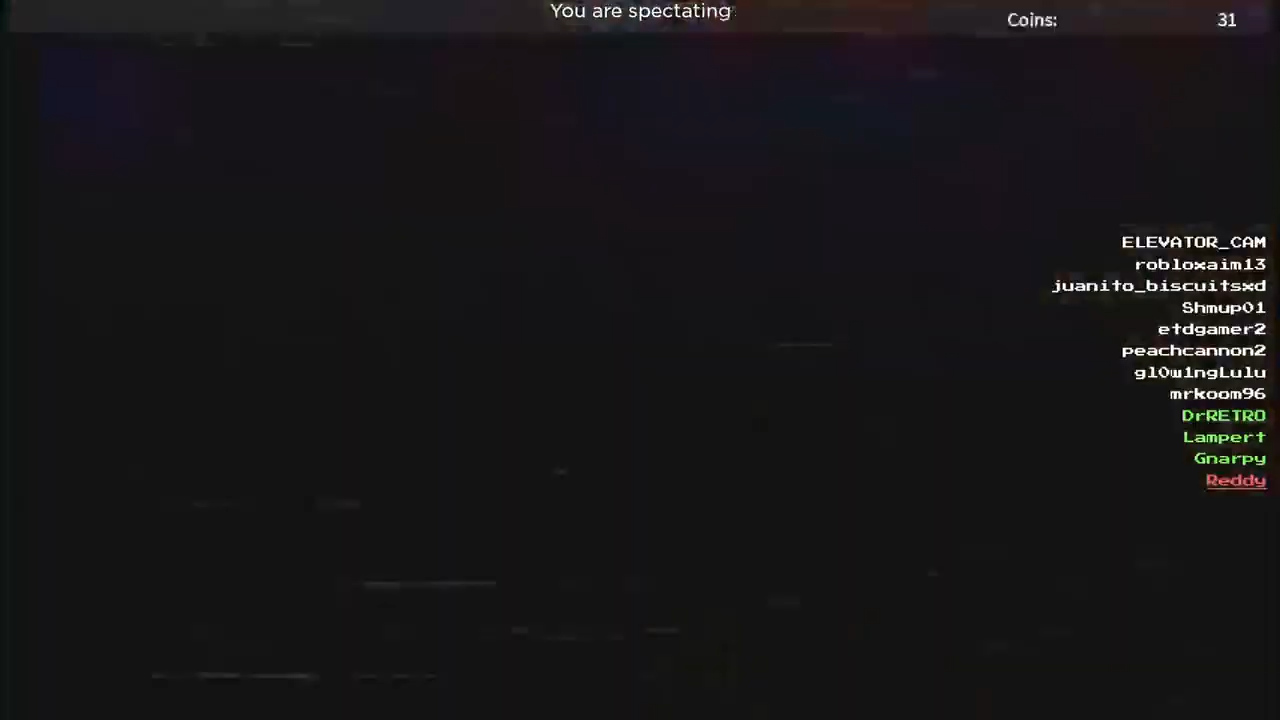 You are spectating
Coins: 31
ELEVATOR_CAM
robloxaim13
juanito_biscuitsxd
Shmup01
etdgamer2
peachcannon2
gl0w1ngLulu
mrkoom96
DrRETRO
Lampert
Gnarpy
Reddy